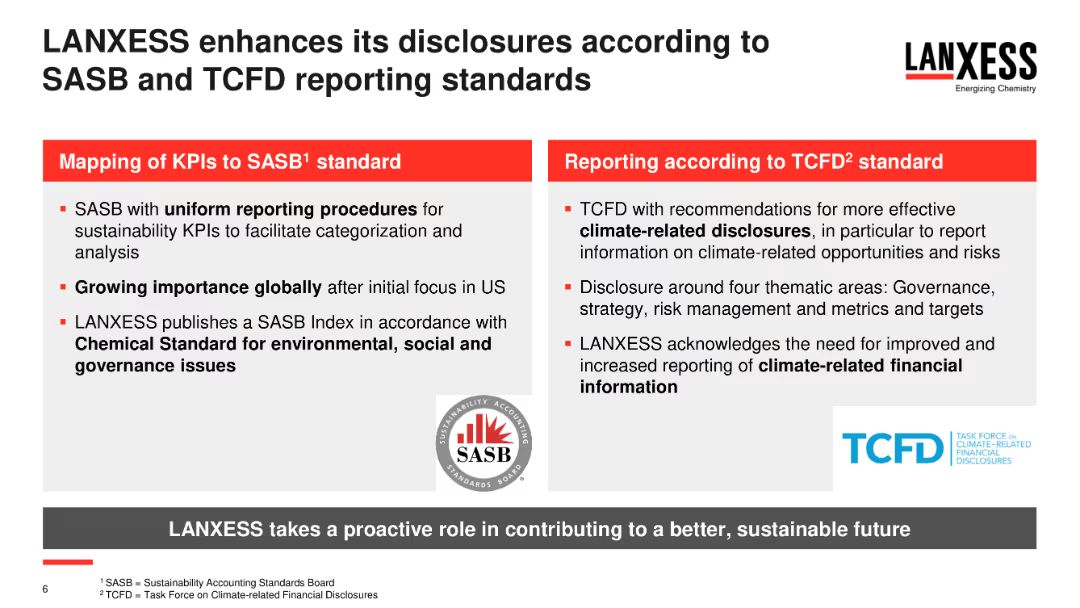 LANXESS enhances its disclosures according to
SASB and TCFD reporting standards
LANXESS
Energizing Chemistry
Mapping of KPIs to SASB¹ standard
▪ SASB with uniform reporting procedures for
sustainability KPIs to facilitate categorization and
analysis
▪ Growing importance globally after initial focus in US
▪ LANXESS publishes a SASB Index in accordance with
Chemical Standard for environmental, social and
governance issues
SUSTAINABILITY ACCOUNTING
SASB
STANDARDS BOARD
®
Reporting according to TCFD² standard
▪ TCFD with recommendations for more effective
climate-related disclosures, in particular to report
information on climate-related opportunities and risks
▪ Disclosure around four thematic areas: Governance,
strategy, risk management and metrics and targets
▪ LANXESS acknowledges the need for improved and
increased reporting of climate-related financial
information
TCFD
TASK FORCE ON
CLIMATE-RELATED
FINANCIAL
DISCLOSURES
LANXESS takes a proactive role in contributing to a better, sustainable future
6
¹ SASB = Sustainability Accounting Standards Board
² TCFD = Task Force on Climate-related Financial Disclosures